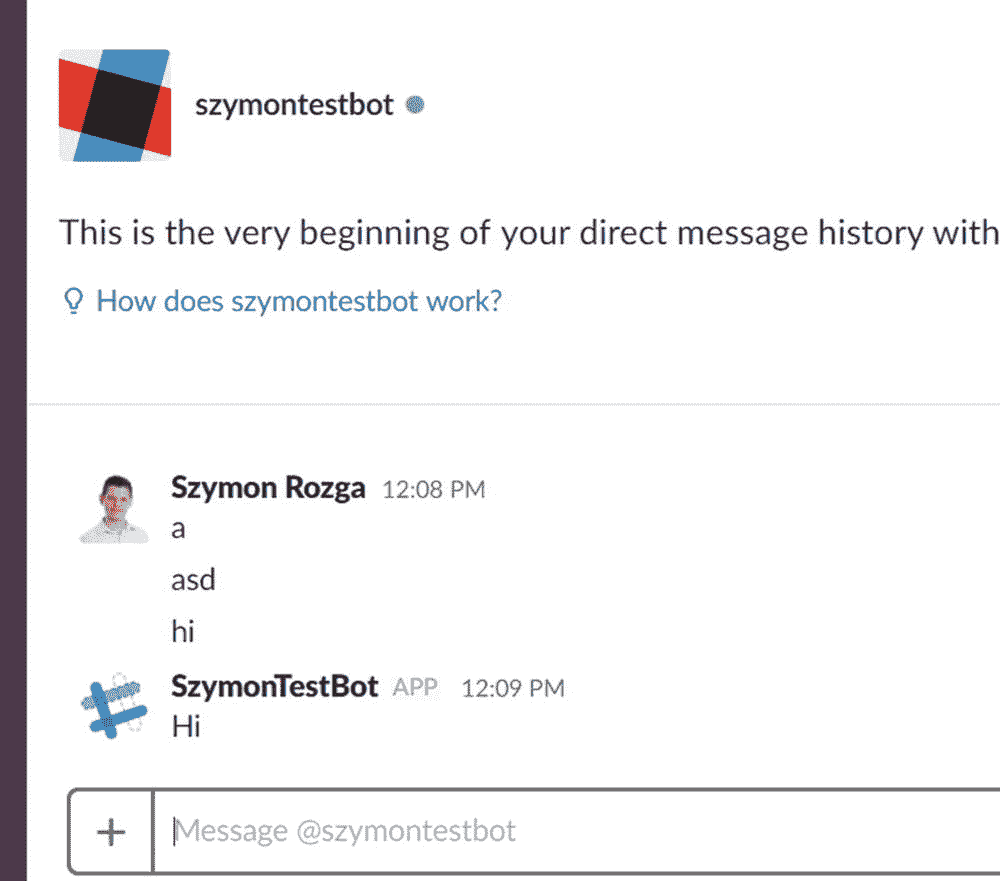 szymontestbot
This is the very beginning of your direct message history with
How does szymontestbot work?
Szymon Rozga 12:08 PM
a
asd
hi
SzymonTestBot APP 12:09 PM
Hi
Message @szymontestbot